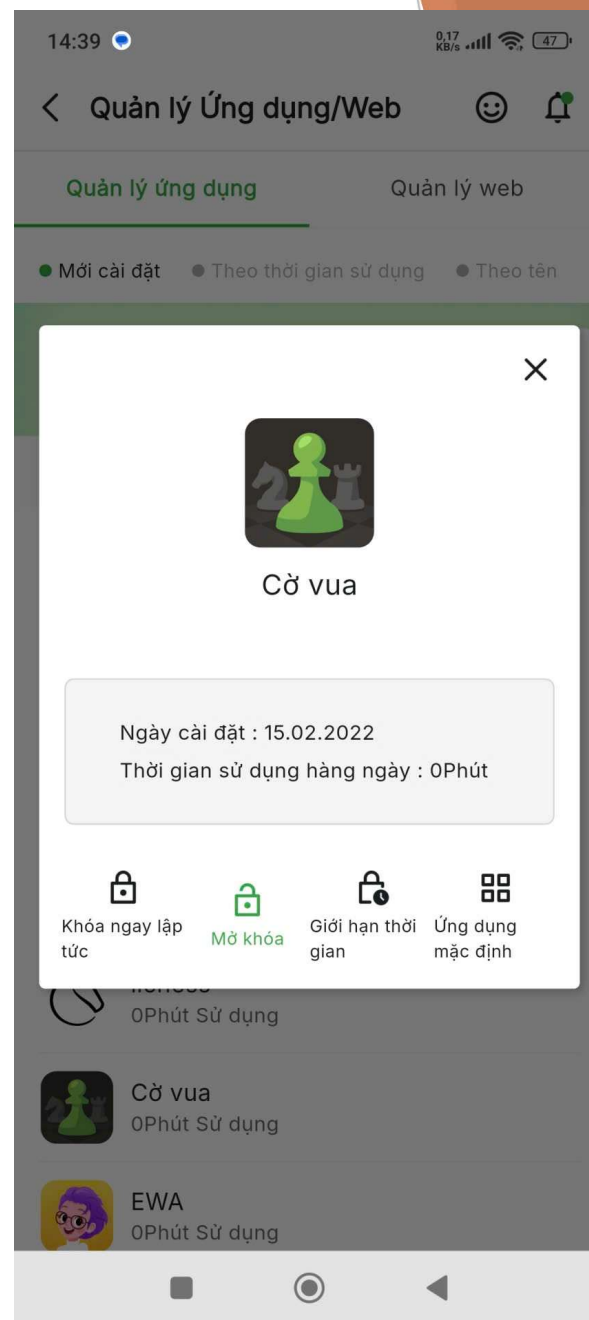 14:39
0,17
KB/s
47
Quản lý Ứng dụng/Web
Quản lý ứng dụng
Quản lý web
Mới cài đặt
Theo thời gian sử dụng
Theo tên
Cờ vua
Ngày cài đặt : 15.02.2022
Thời gian sử dụng hàng ngày : 0Phút
Khóa ngay lập
tức
Mở khóa
Giới hạn thời
gian
Ứng dụng
mặc định
0Phút Sử dụng
Cờ vua
0Phút Sử dụng
EWA
0Phút Sử dụng